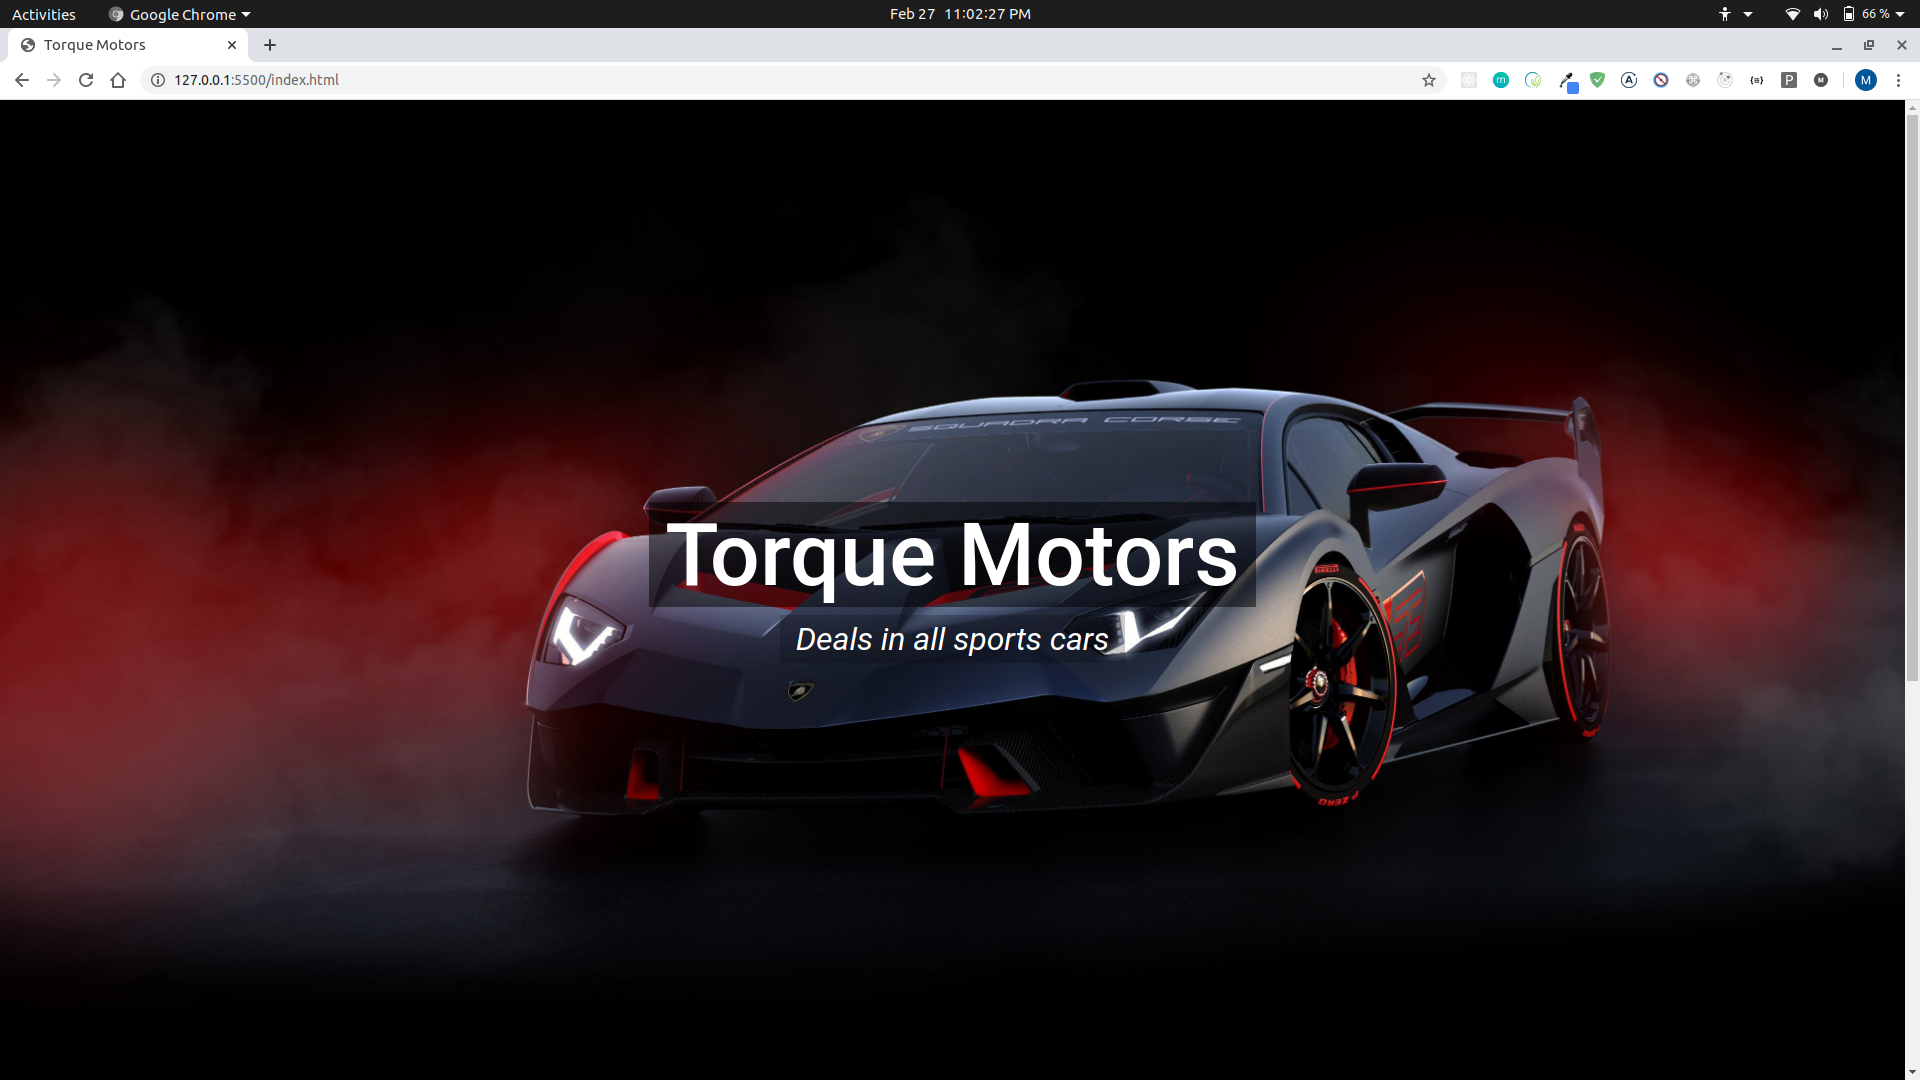 Activities Google Chrome Feb 27 11:02:27 PM 66 %
Torque Motors
127.0.0.1:5500/index.html
SQUADRA CORSE
Torque Motors
Deals in all sports cars
PIRELLI
P ZERO